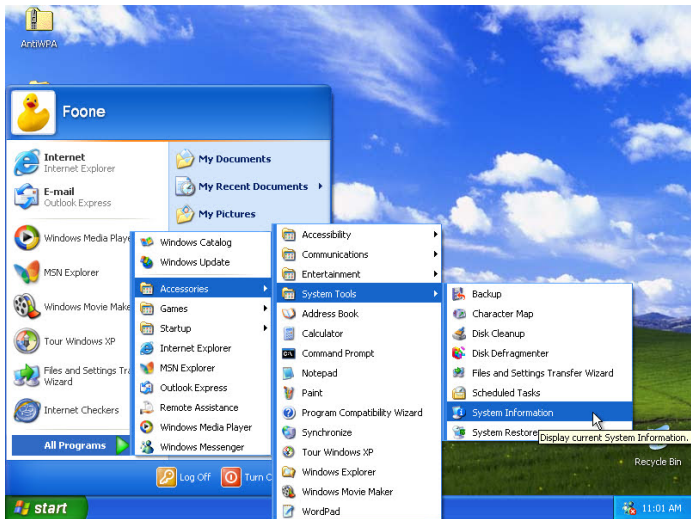 AntiWPA
Foone
Internet
Internet Explorer
E-mail
Outlook Express
Windows Media Playe
MSN Explorer
Windows Movie Make
Tour Windows XP
Files and Settings Tra
Wizard
Internet Checkers
All Programs
My Documents
My Recent Documents
My Pictures
Windows Catalog
Windows Update
Accessories
Games
Startup
Internet Explorer
MSN Explorer
Outlook Express
Remote Assistance
Windows Media Player
Windows Messenger
Accessibility
Communications
Entertainment
System Tools
Address Book
Calculator
Command Prompt
Notepad
Paint
Program Compatibility Wizard
Synchronize
Tour Windows XP
Windows Explorer
Windows Movie Maker
WordPad
Backup
Character Map
Disk Cleanup
Disk Defragmenter
Files and Settings Transfer Wizard
Scheduled Tasks
System Information
System Restore
Display current System Information.
Recycle Bin
Log Off
Turn C
start
11:01 AM